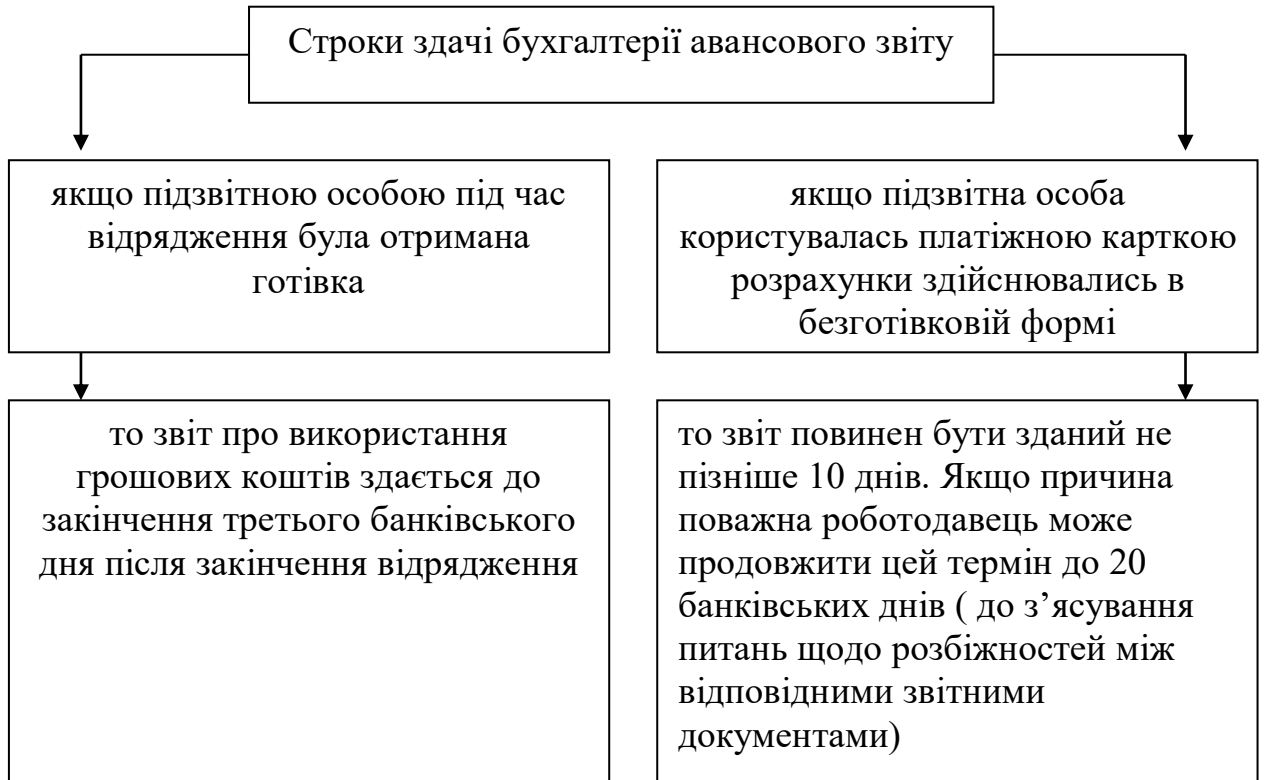 Строки здачі бухгалтерії авансового звіту
якщо підзвітною особою під час
відрядження була отримана
готівка
якщо підзвітна особа
користувалась платіжною карткою
розрахунки здійснювались в
безготівковій формі
то звіт про використання
грошових коштів здається до
закінчення третього банківського
дня після закінчення відрядження
то звіт повинен бути зданий не
пізніше 10 днів. Якщо причина
поважна роботодавець може
продовжити цей термін до 20
банківських днів ( до з’ясування
питань щодо розбіжностей між
відповідними звітними
документами)